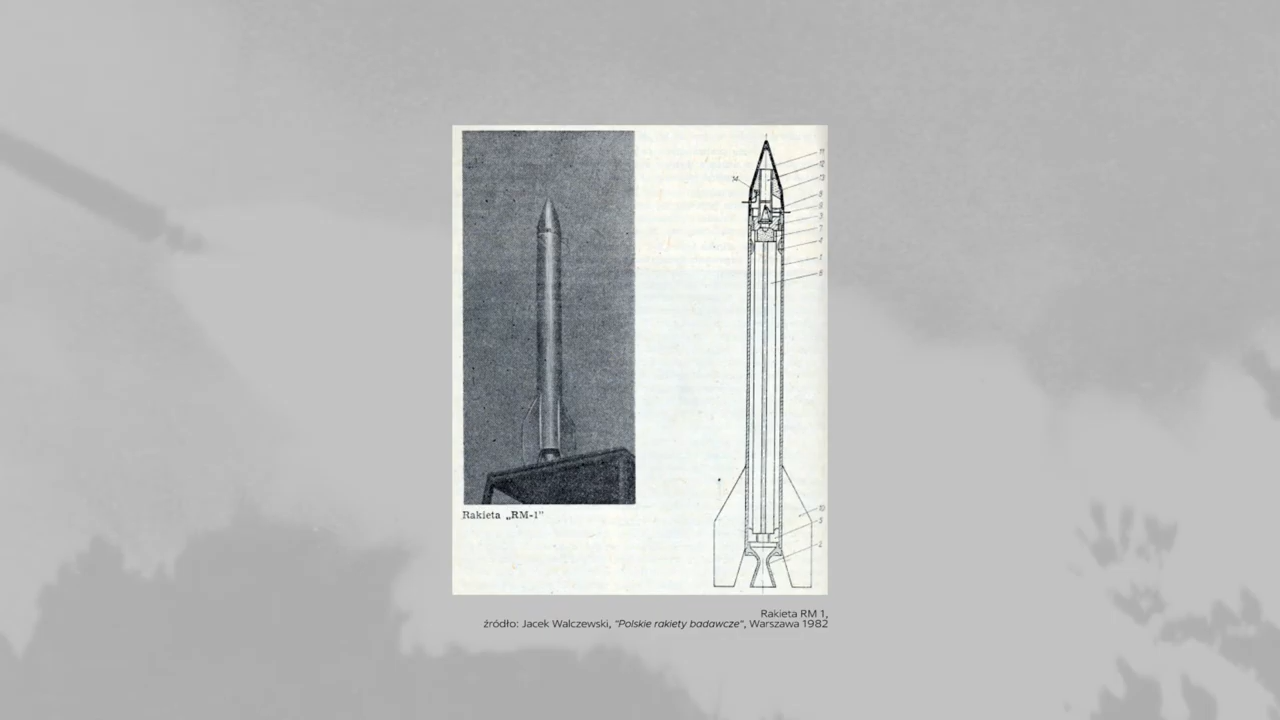 Rakieta „RM-1"
Rakieta RM 1,
źródło: Jacek Walczewski, "Polskie rakiety badawcze", Warszawa 1982